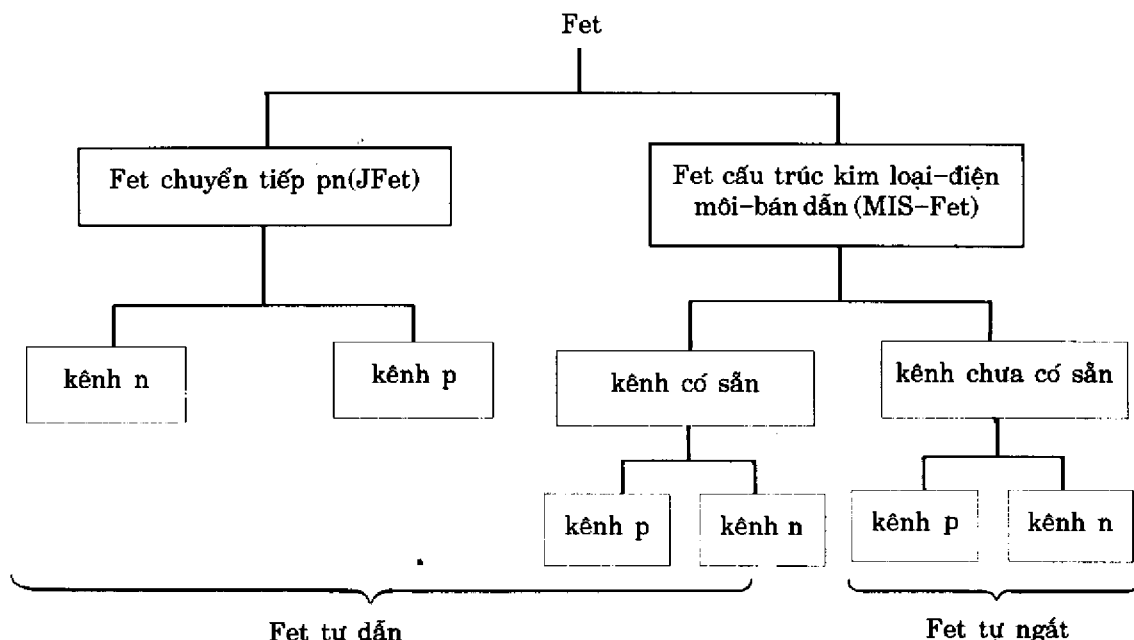 Fet
Fet chuyển tiếp pn(JFet)
Fet cấu trúc kim loại-điện
môi-bán dẫn (MIS-Fet)
kênh n
kênh p
kênh có sẵn
kênh chưa có sẵn
kênh p
kênh n
kênh p
kênh n
Fet tự dẫn
Fet tự ngắt